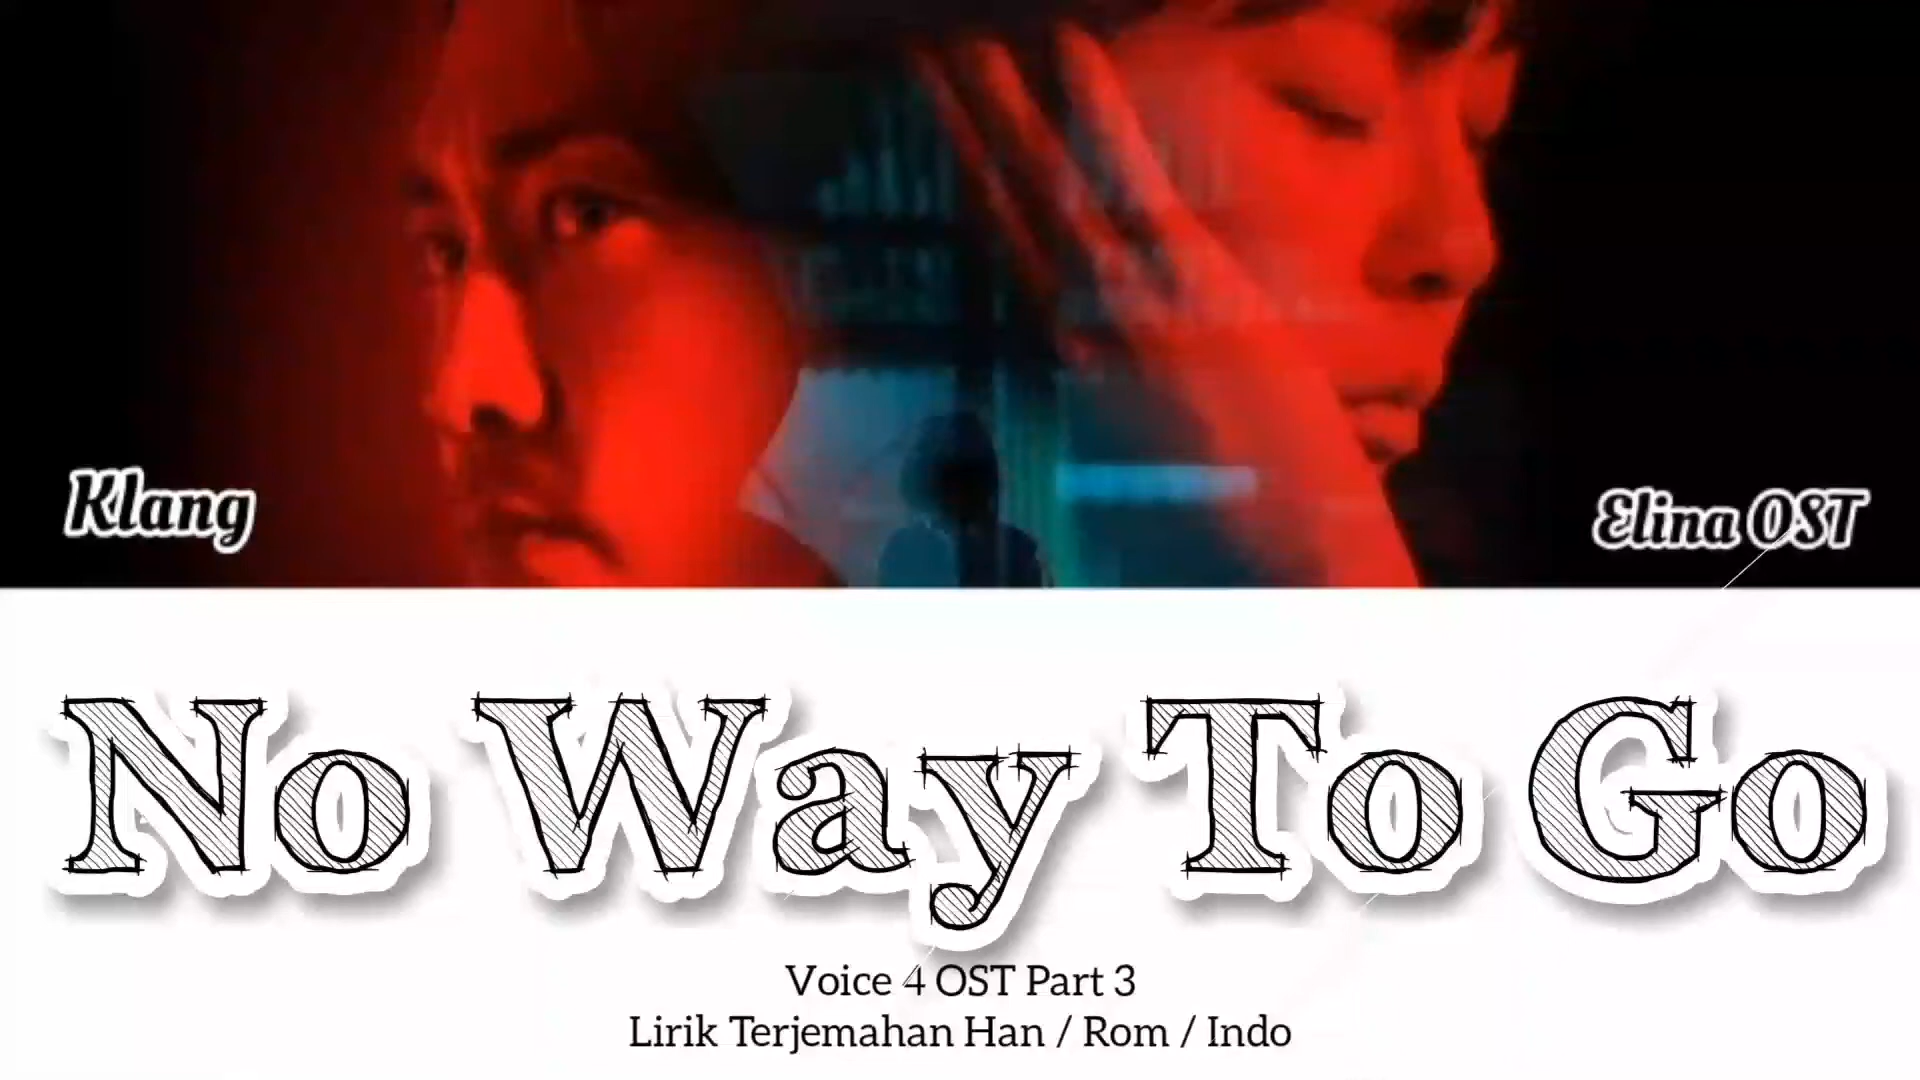 Klang
Elina OST
No Way To Go
Voice 4 OST Part 3
Lirik Terjemahan Han / Rom / Indo